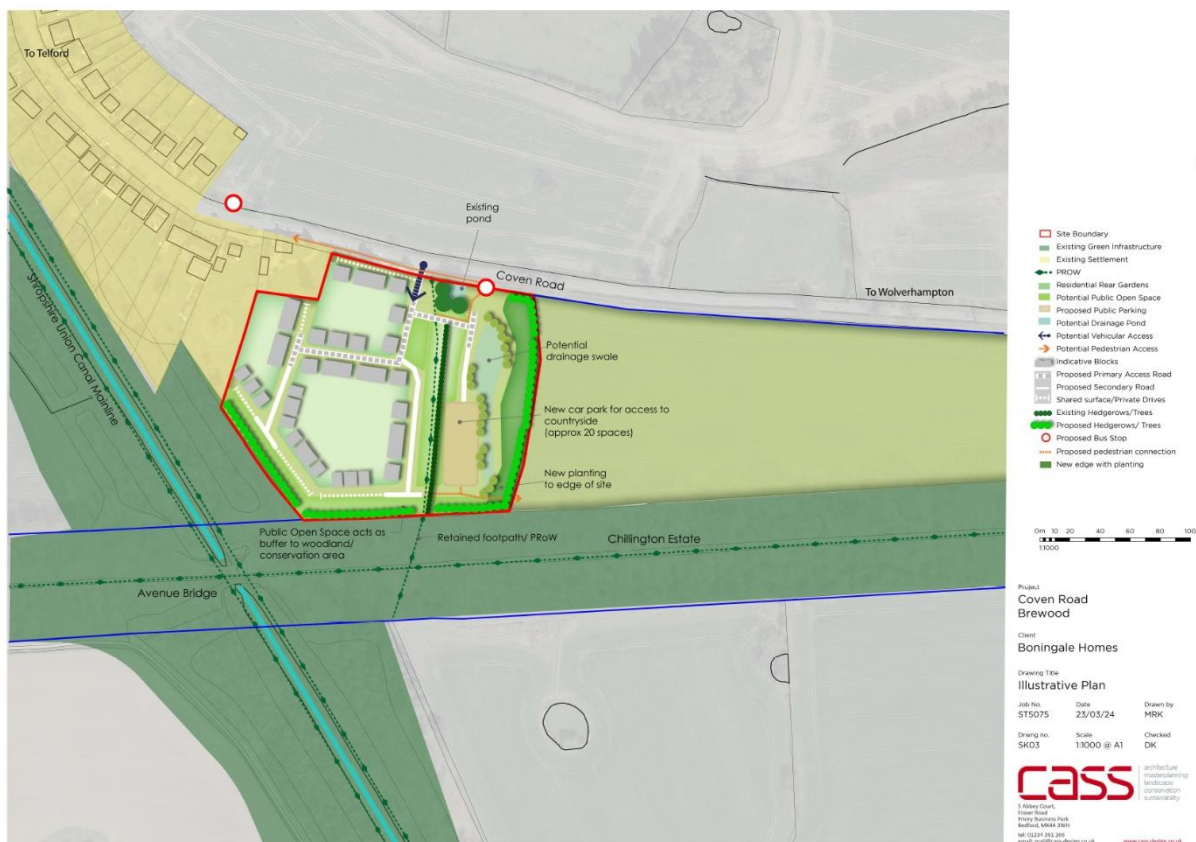 To Telford
Existing
pond
Coven Road
To Wolverhampton
Shropshire Union Canal Mainline
Potential
drainage swale
New car park for access to
countryside
(approx 20 spaces)
New planting
to edge of site
Public Open Space acts as
buffer to woodland/
conservation area
Retained footpath/ PRoW
Chillington Estate
Avenue Bridge
Site Boundary
Existing Green Infrastructure
Existing Settlement
PROW
Residential Rear Gardens
Potential Public Open Space
Proposed Public Parking
Potential Drainage Pond
Potential Vehicular Access
Potential Pedestrian Access
Indicative Blocks
Proposed Primary Access Road
Proposed Secondary Road
Shared surface/Private Drives
Existing Hedgerows/Trees
Proposed Hedgerows/ Trees
Proposed Bus Stop
Proposed pedestrian connection
New edge with planting
0m 10 20 40 60 80 100
1:1000
Project
Coven Road
Brewood
Client
Boningale Homes
Drawing Title
Illustrative Plan
Job No. Date Drawn by
ST5075 23/03/24 MRK
Drwng no. Scale Checked
SK03 1:1000 @ A1 DK
cass
architecture
masterplanning
landscape
conservation
sustainability
5 Abbey Court,
Fraser Road
Priory Business Park
Bedford, MK44 3WH
tel: 01234 261 266